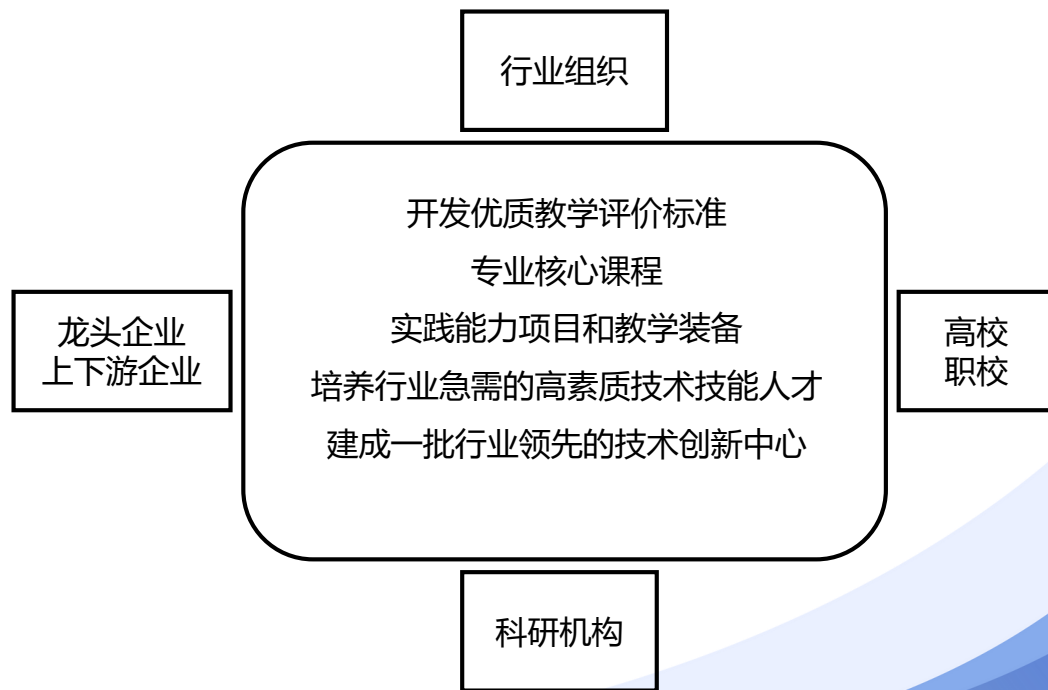 行业组织
开发优质教学评价标准
专业核心课程
实践能力项目和教学装备
培养行业急需的高素质技术技能人才
建成一批行业领先的技术创新中心
龙头企业
上下游企业
高校
职校
科研机构